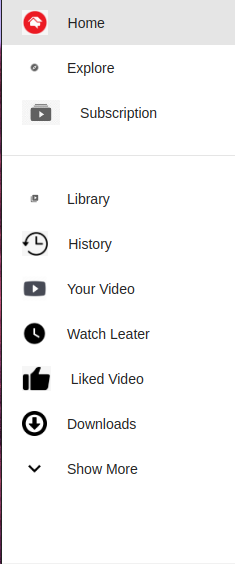 Home
Explore
Subscription
Library
History
Your Video
Watch Leater
Liked Video
Downloads
Show More